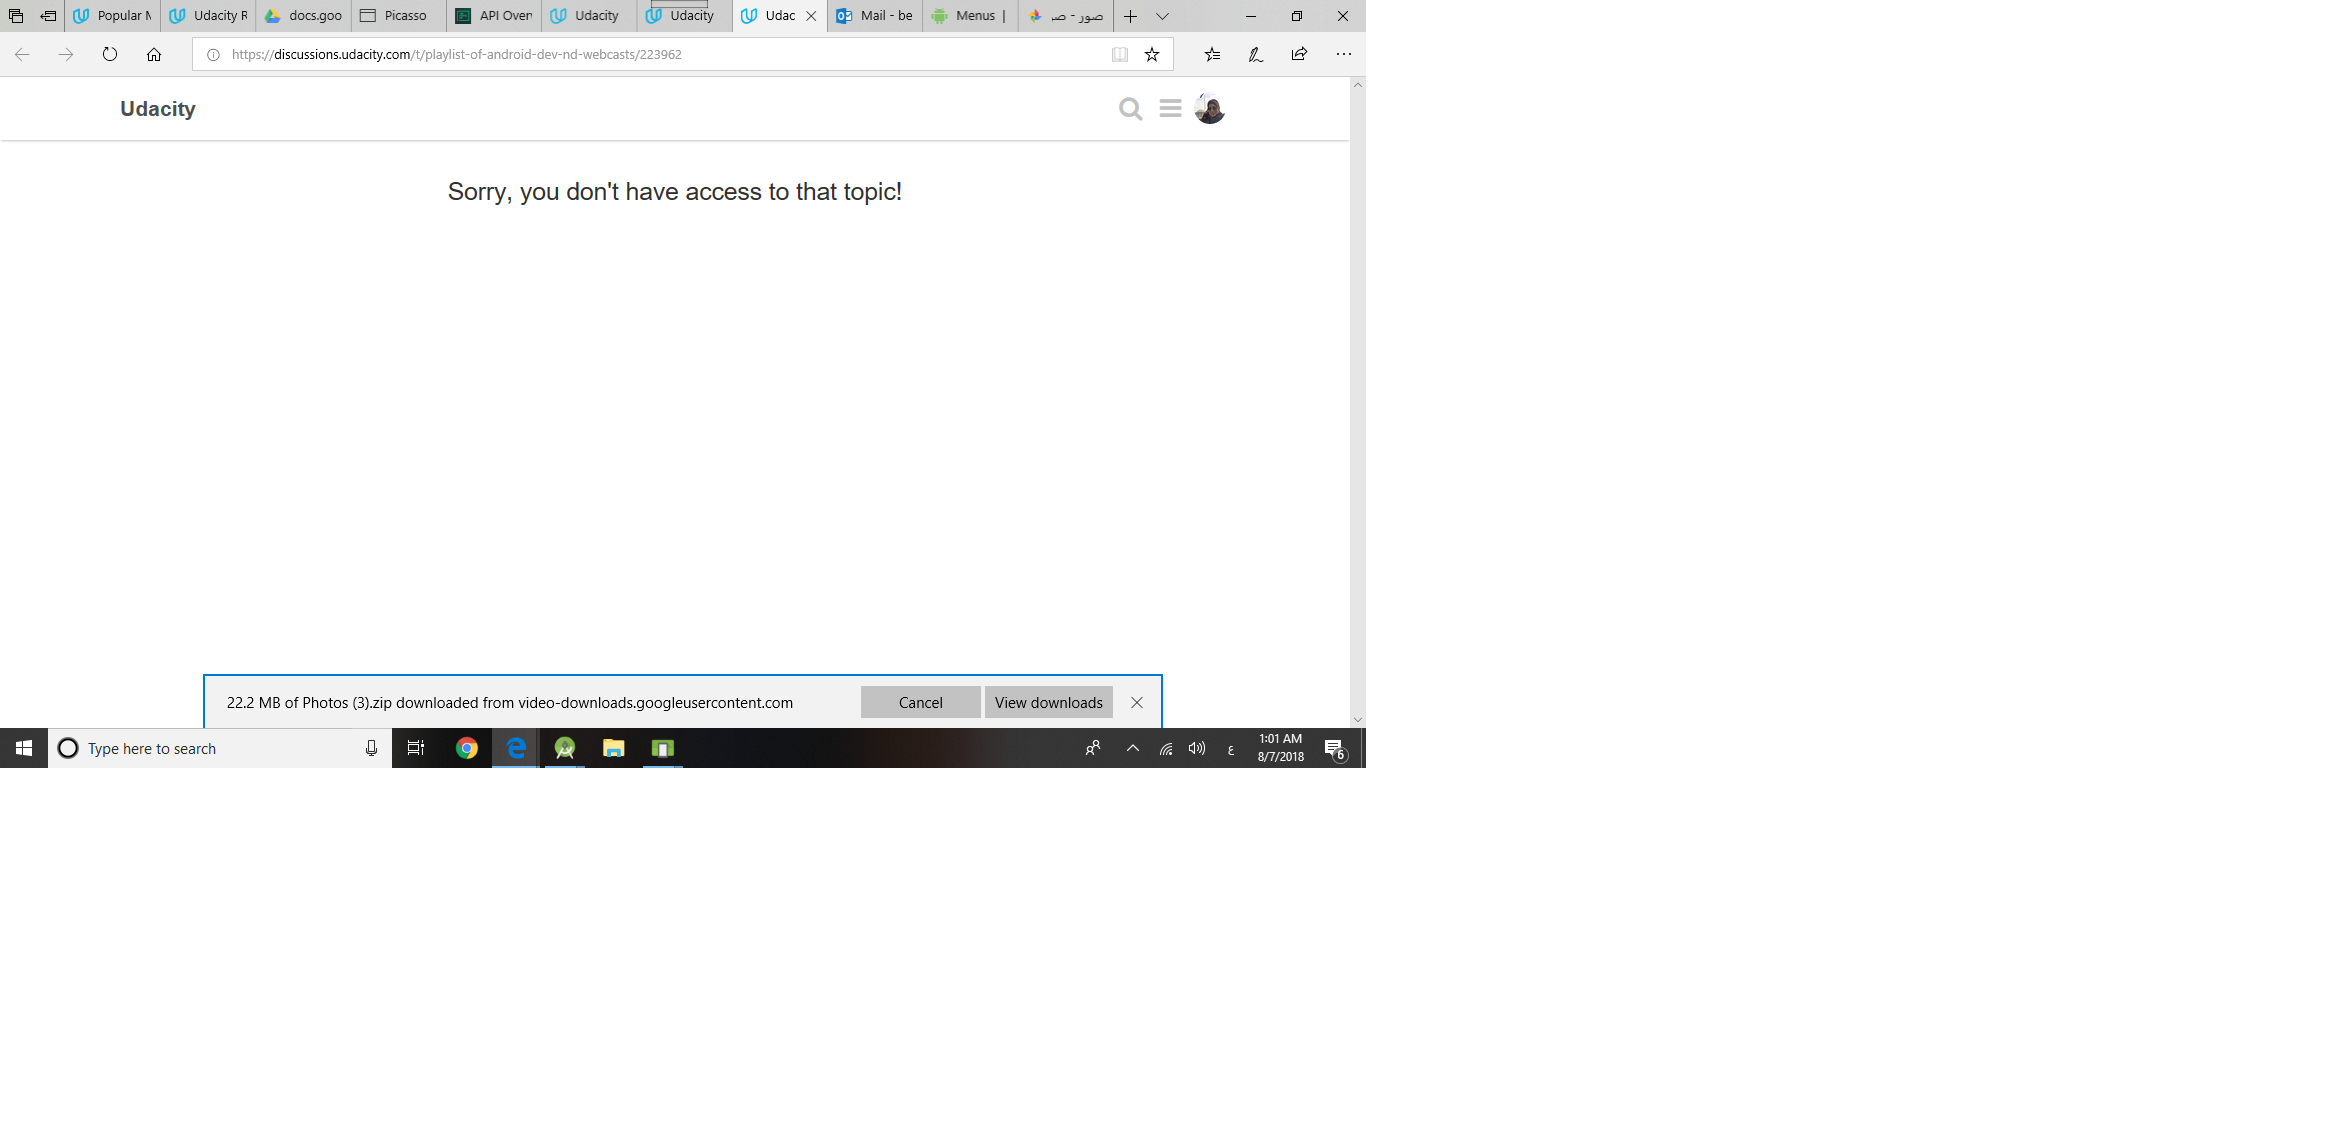 Popular M
Udacity R
docs.goo
Picasso
API Over
Udacity
Udacity
Udac
Mail - be
Menus |
صور - صو
https://discussions.udacity.com/t/playlist-of-android-dev-nd-webcasts/223962
Udacity
Sorry, you don't have access to that topic!
22.2 MB of Photos (3).zip downloaded from video-downloads.googleusercontent.com
Cancel
View downloads
Type here to search
ع
1:01 AM
8/7/2018
6